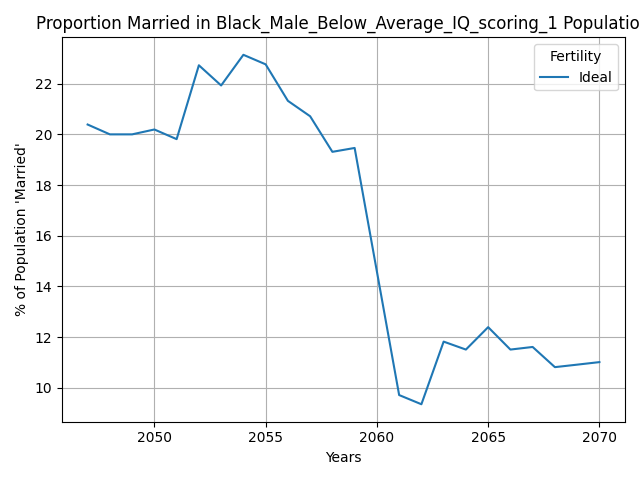 Proportion Married in Black_Male_Below_Average_IQ_scoring_1 Populatio
Fertility
Ideal
% of Population 'Married'
22
20
18
16
14
12
10
2050 2055 2060 2065 2070
Years